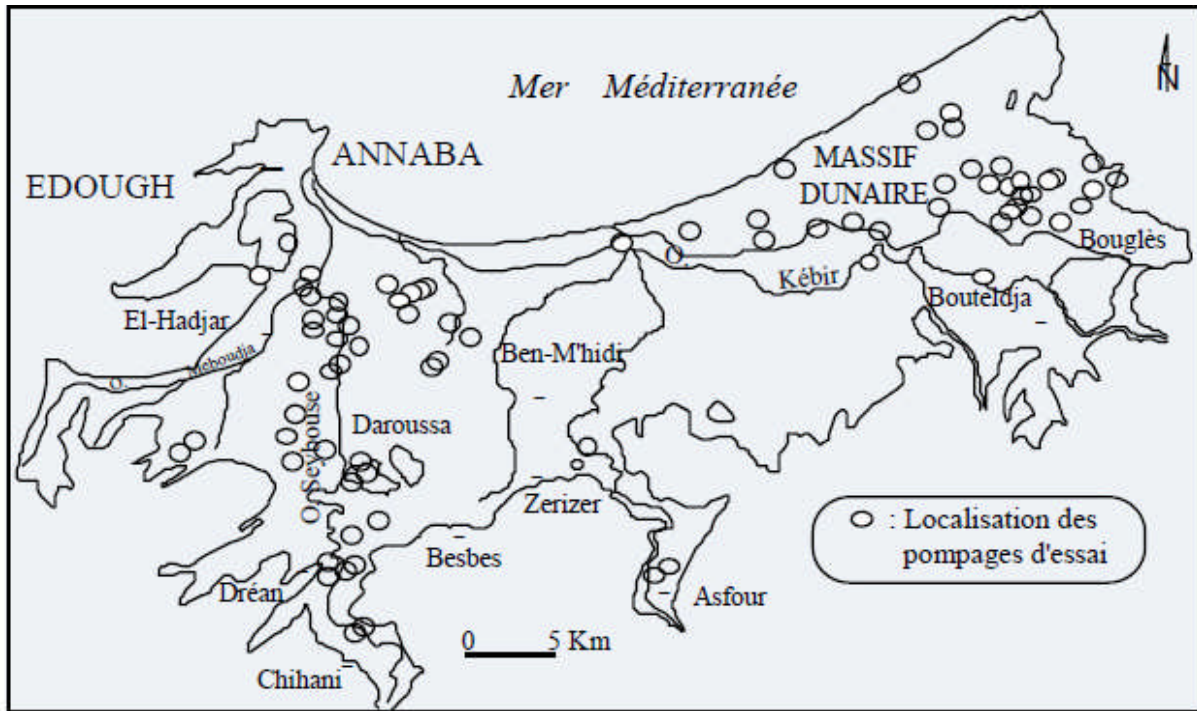 Mer Méditerranée
N
ANNABA
EDOUGH
MASSIF
DUNAIRE
Bouglès
O.
Kébir
Bouteldja
El-Hadjar
O. Méboudja
Ben-M'hidi
O. Seybouse
Daroussa
Zerizer
Besbes
Dréan
Asfour
Chihani
0 5 Km
: Localisation des
pompages d'essai